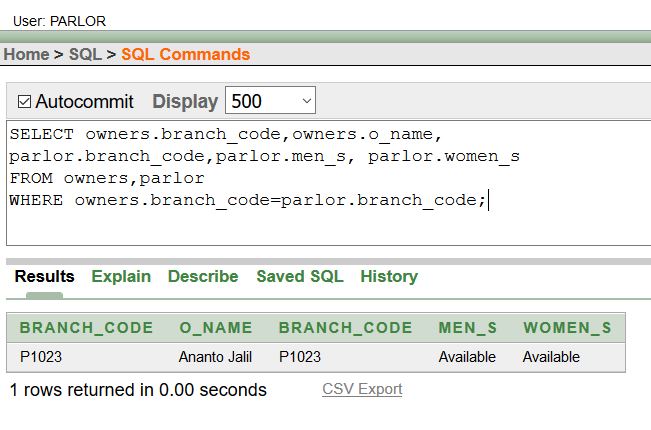 User: PARLOR
Home > SQL > SQL Commands
Autocommit Display 500
SELECT owners.branch_code,owners.o_name,
parlor.branch_code,parlor.men_s, parlor.women_s
FROM owners,parlor
WHERE owners.branch_code=parlor.branch_code;
Results Explain Describe Saved SQL History
BRANCH_CODE O_NAME BRANCH_CODE MEN_S WOMEN_S
P1023 Ananto Jalil P1023 Available Available
1 rows returned in 0.00 seconds CSV Export